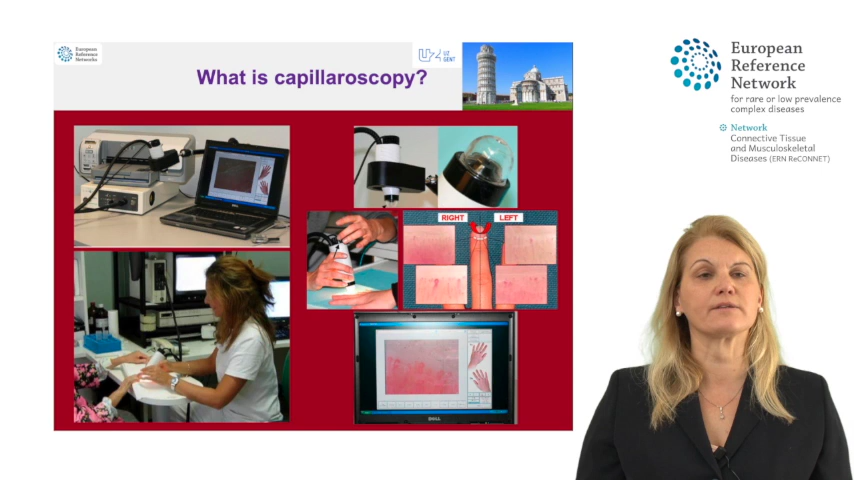 European
Reference
Networks
UZ
GENT
What is capillaroscopy?
RIGHT
LEFT
DELL
European
Reference
Network
for rare or low prevalence
complex diseases
Network
Connective Tissue
and Musculoskeletal
Diseases (ERN ReCONNET)